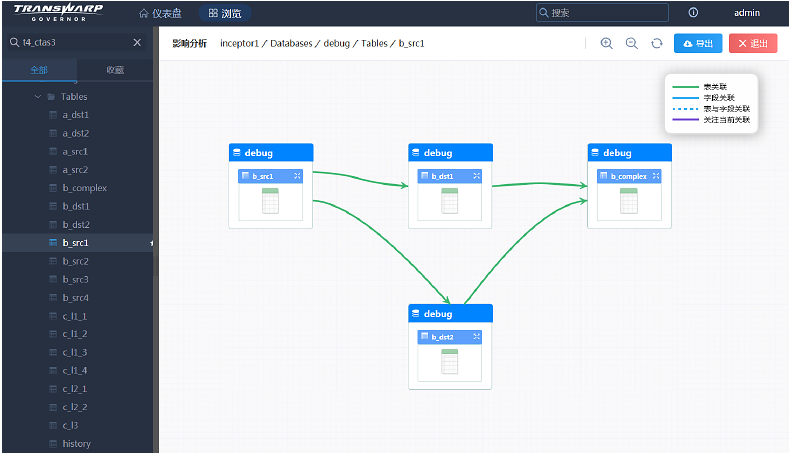 TRANSWARP
GOVERNOR
仪表盘
浏览
搜索
admin
t4_ctas3
影响分析 inceptor1 / Databases / debug / Tables / b_src1
导出
退出
全部
收藏
Tables
a_dst1
a_dst2
a_src1
a_src2
b_complex
b_dst1
b_dst2
b_src1
b_src2
b_src3
b_src4
c_l1_1
c_l1_2
c_l1_3
c_l1_4
c_l2_1
c_l2_2
c_l3
history
表关联
字段关联
表与字段关联
关注当前关联
debug
b_src1
debug
b_dst1
debug
b_complex
debug
b_dst2